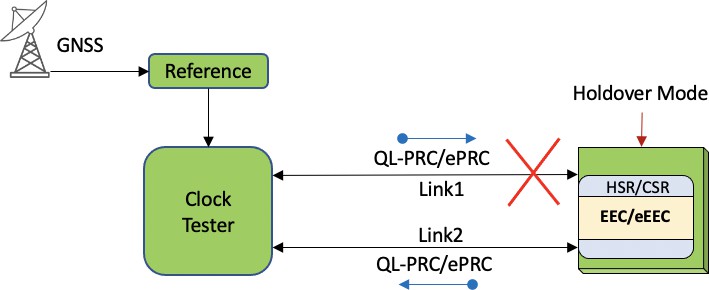 GNSS
Reference
Holdover Mode
QL-PRC/ePRC
Link1
HSR/CSR
Clock
Tester
EEC/eEEC
Link2
QL-PRC/ePRC